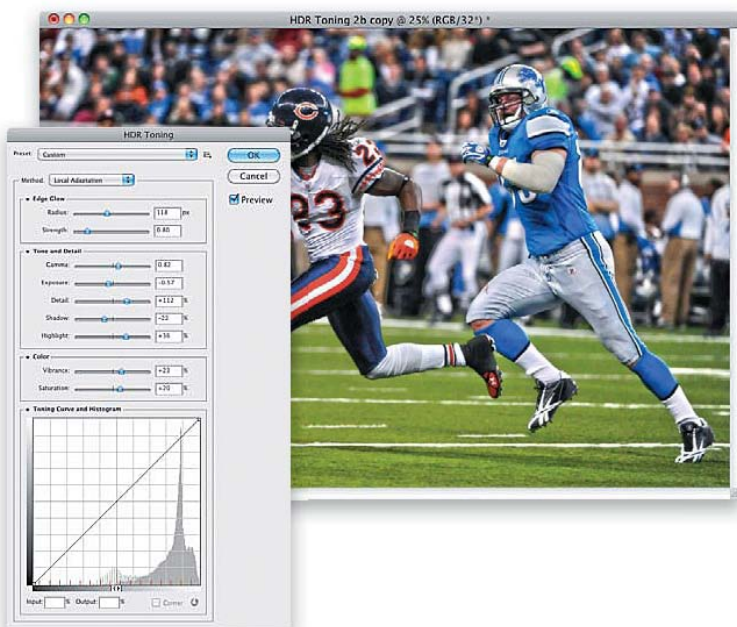 HDR Toning 2b copy @ 25% (RGB/32*) *
HDR Toning
Preset: Custom
OK
Cancel
Preview
Method: Local Adaptation
Edge Glow
Radius: 118 px
Strength: 0.80
Tone and Detail
Gamma: 0.82
Exposure: -0.57
Detail: +112 %
Shadow: -22 %
Highlight: %
Color
Vibrance: +23 %
Saturation: +20 %
Toning Curve and Histogram
Input: % Output: % Corner
23
23